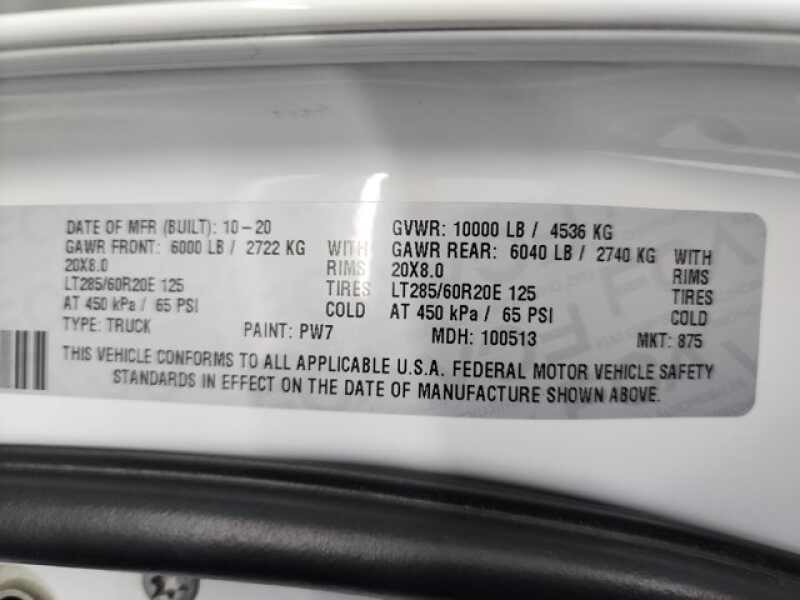 DATE OF MFR (BUILT): 10-20 GVWR: 10000 LB / 4536 KG
GAWR FRONT: 6000 LB / 2722 KG WITH GAWR REAR: 6040 LB / 2740 KG WITH
20X8.0 RIMS 20X8.0 RIMS
LT285/60R20E 125 TIRES LT285/60R20E 125 TIRES
AT 450 kPa / 65 PSI COLD AT 450 kPa / 65 PSI COLD
TYPE: TRUCK PAINT: PW7 MDH: 100513 MKT: 875
THIS VEHICLE CONFORMS TO ALL APPLICABLE U.S.A. FEDERAL MOTOR VEHICLE SAFETY
STANDARDS IN EFFECT ON THE DATE OF MANUFACTURE SHOWN ABOVE.